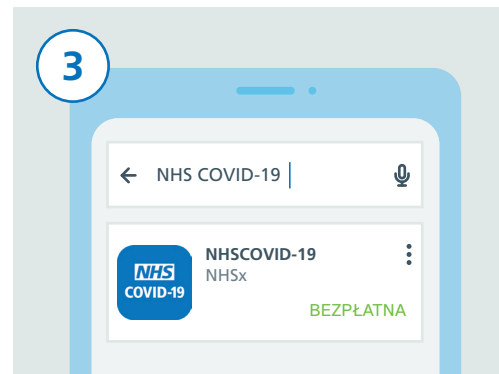 3
NHS COVID-19
NHSCOVID-19
NHSx
NHS
COVID-19
BEZPŁATNA